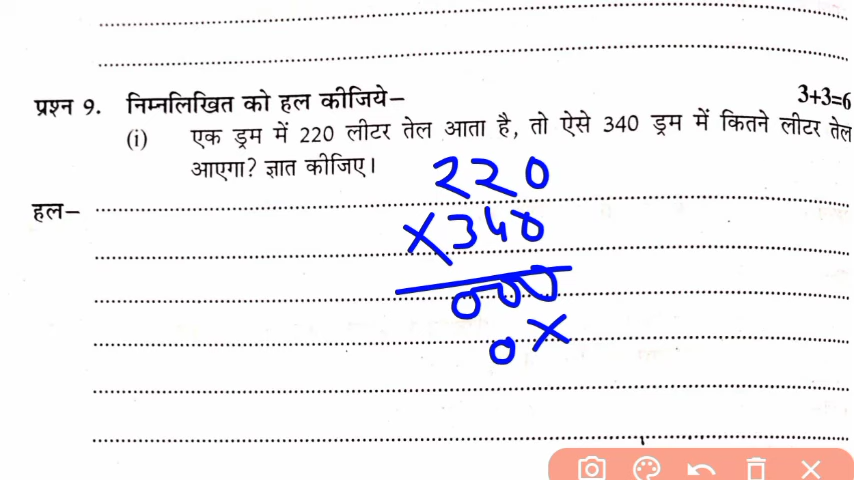 प्रश्न 9. निम्नलिखित को हल कीजिये– 3+3=6
(i) एक ड्रम में 220 लीटर तेल आता है, तो ऐसे 340 ड्रम में कितने लीटर तेल
आएगा? ज्ञात कीजिए।
220
हल–
×340
000
0×